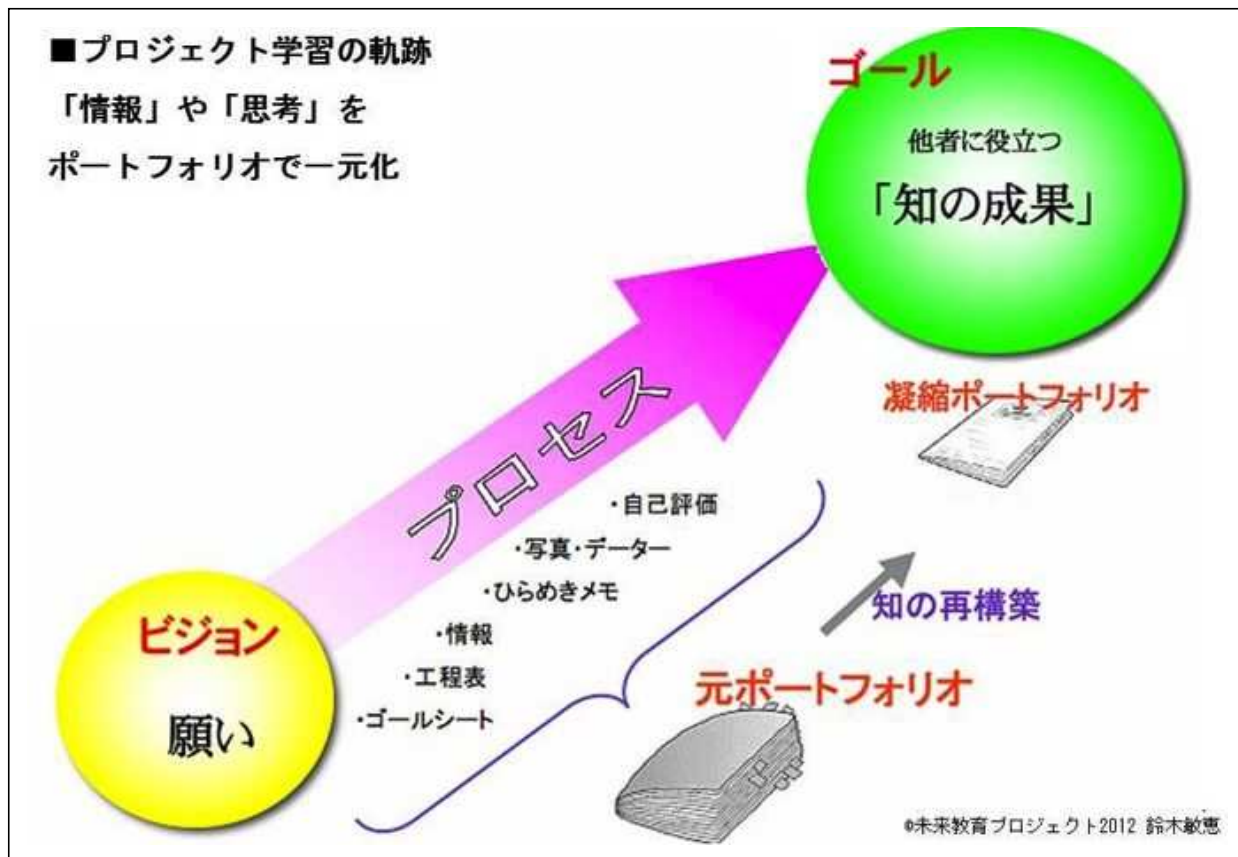 ■プロジェクト学習の軌跡
「情報」や「思考」を
ポートフォリオで一元化
ゴール
他者に役立つ
「知の成果」
プロセス
凝縮ポートフォリオ
・自己評価
・写真・データー
・ひらめきメモ
・情報
・工程表
・ゴールシート
知の再構築
ビジョン
願い
元ポートフォリオ
©未来教育プロジェクト2012 鈴木敏恵